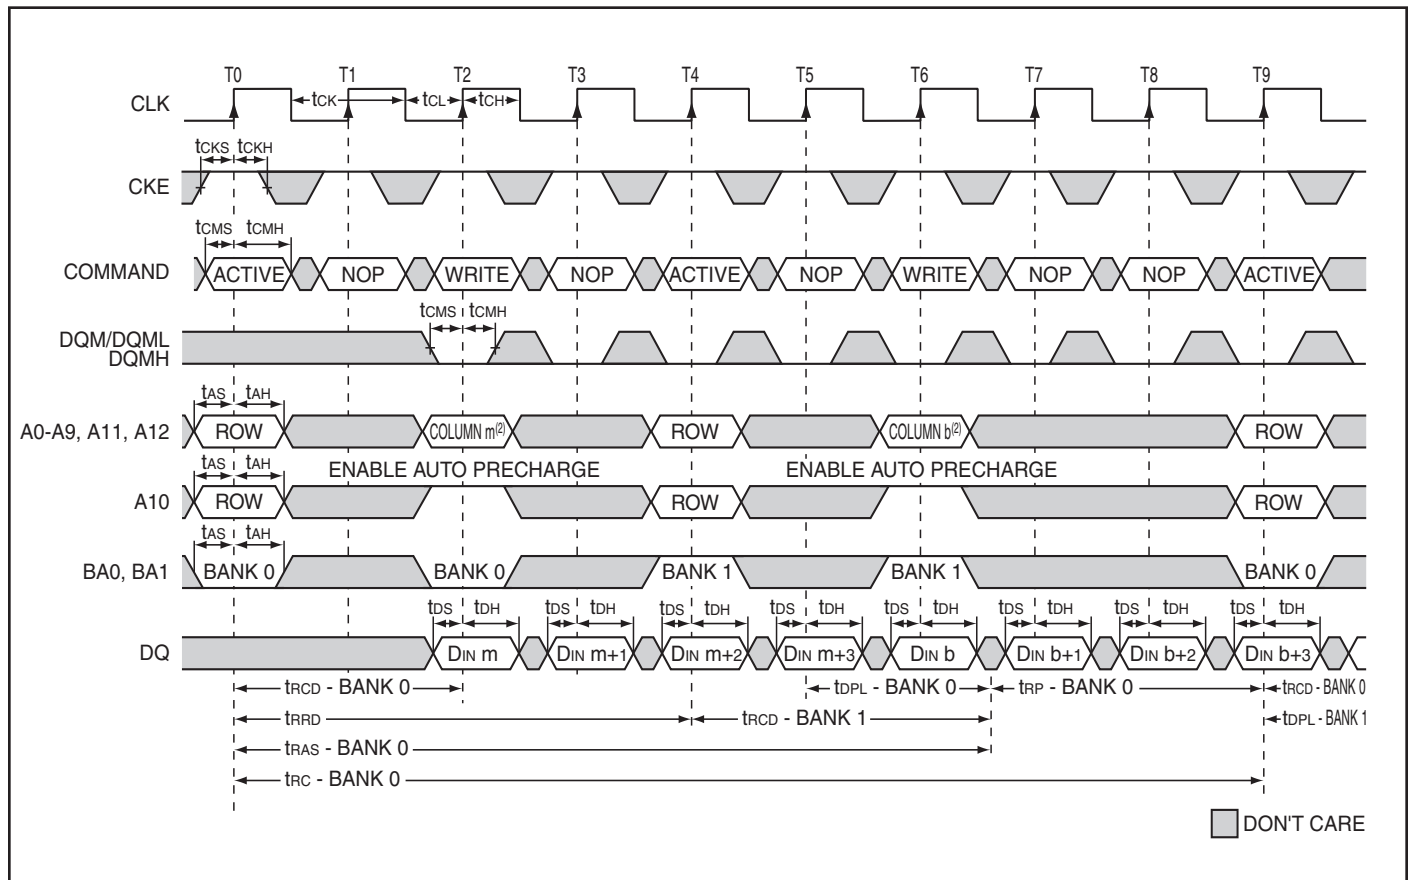 T0 T1 T2 T3 T4 T5 T6 T7 T8 T9
CLK tCK tCL tCH
tCKS tCKH
CKE
tCMS tCMH
COMMAND ACTIVE NOP WRITE NOP ACTIVE NOP WRITE NOP NOP ACTIVE
tCMS tCMH
DQM/DQML
DQMH
tAS tAH
A0-A9, A11, A12 ROW COLUMN m(2) ROW COLUMN b(2) ROW
tAS tAH ENABLE AUTO PRECHARGE ENABLE AUTO PRECHARGE
A10 ROW ROW ROW
tAS tAH
BA0, BA1 BANK 0 BANK 0 BANK 1 BANK 1 BANK 0
tDS tDH tDS tDH tDS tDH tDS tDH tDS tDH tDS tDH tDS tDH tDS tDH
DQ DIN m DIN m+1 DIN m+2 DIN m+3 DIN b DIN b+1 DIN b+2 DIN b+3
tRCD - BANK 0 tDPL - BANK 0 tRP - BANK 0 tRCD - BANK 0
tRRD tRCD - BANK 1 tDPL - BANK 1
tRAS - BANK 0
tRC - BANK 0
DON'T CARE